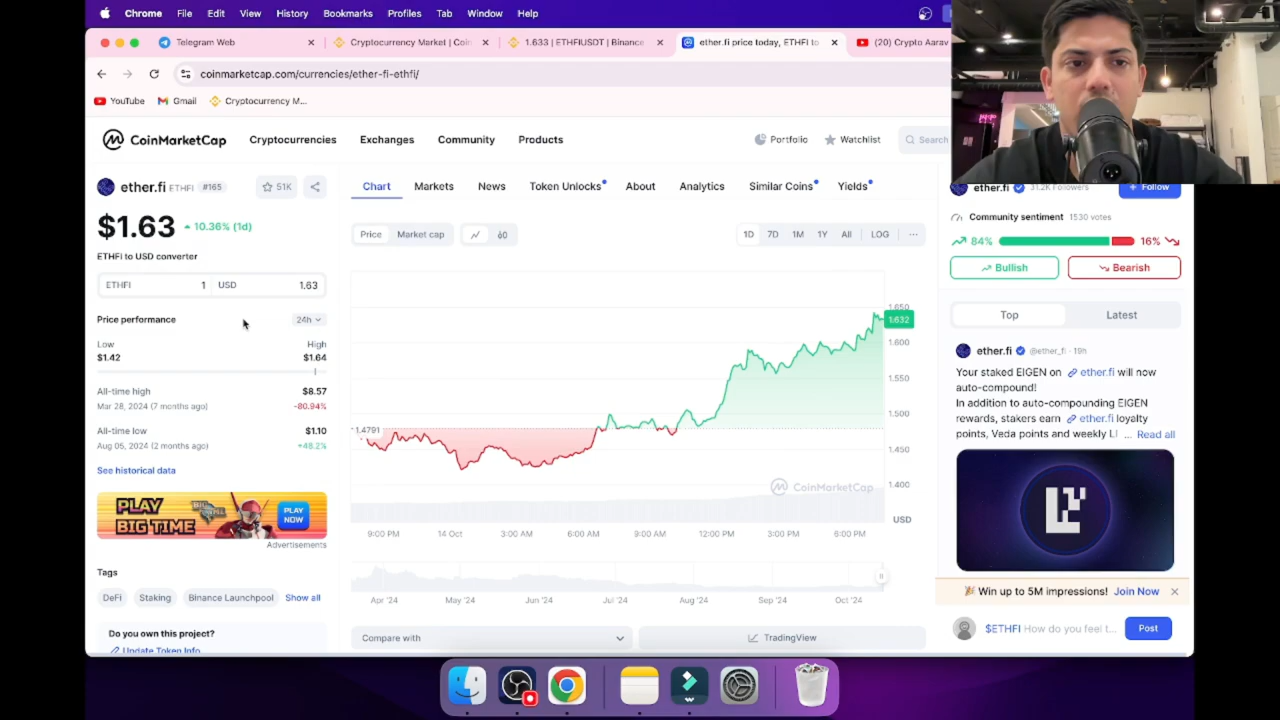 Chrome File Edit View History Bookmarks Profiles Tab Window Help
Telegram Web
Cryptocurrency Market | Coin
1.633 | ETHFIUSDT | Binance
ether.fi price today, ETHFI to
(20) Crypto Aarav
coinmarketcap.com/currencies/ether-fi-ethfi/
YouTube Gmail Cryptocurrency M...
CoinMarketCap Cryptocurrencies Exchanges Community Products Portfolio Watchlist Search
ether.fi ETHFI #165 51K
Chart Markets News Token Unlocks About Analytics Similar Coins Yields
ether.fi 31.2K Followers + Follow
$1.63 10.36% (1d)
Price Market cap 1D 7D 1M 1Y All LOG ...
Community sentiment 1530 votes
84% 16%
Bullish Bearish
ETHFi to USD converter
ETHFI 1 USD 1.63
Price performance 24h
Low High
$1.42 $1.64
All-time high $8.57
Mar 28, 2024 (7 months ago) -80.94%
All-time low $1.10
Aug 05, 2024 (2 months ago) +48.2%
See historical data
PLAY
BIG TIME
BIG
PLAY
NOW
Advertisements
Tags
DeFi Staking Binance Launchpool Show all
Do you own this project?
Update Token Info
1.650
1.632
1.600
1.550
1.500
1.4791
1.450
1.400
CoinMarketCap
USD
9:00 PM 14 Oct 3:00 AM 6:00 AM 9:00 AM 12:00 PM 3:00 PM 6:00 PM
Apr '24 May '24 Jun '24 Jul '24 Aug '24 Sep '24 Oct '24
Compare with TradingView
Top Latest
ether.fi @ether_fi · 19h
Your staked EIGEN on ether.fi will now
auto-compound!
In addition to auto-compounding EIGEN
rewards, stakers earn ether.fi loyalty
points, Veda points and weekly LI ... Read all
Win up to 5M impressions! Join Now
$ETHFI How do you feel t... Post